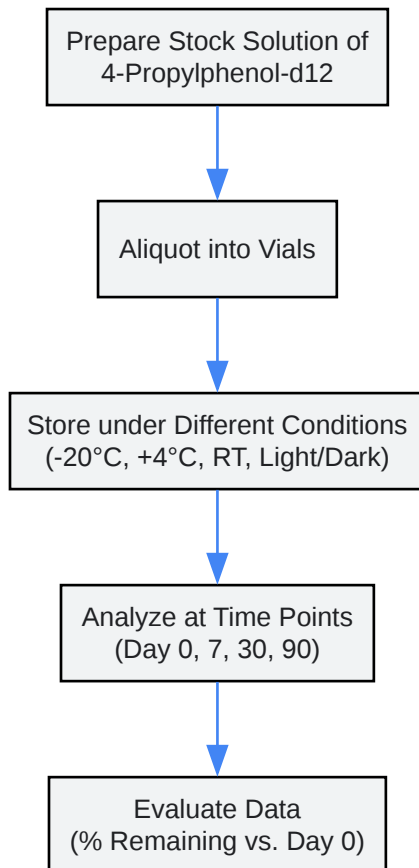 Prepare Stock Solution of
4-Propylphenol-d12
Aliquot into Vials
Store under Different Conditions
(-20°C, +4°C, RT, Light/Dark)
Analyze at Time Points
(Day 0, 7, 30, 90)
Evaluate Data
(% Remaining vs. Day 0)